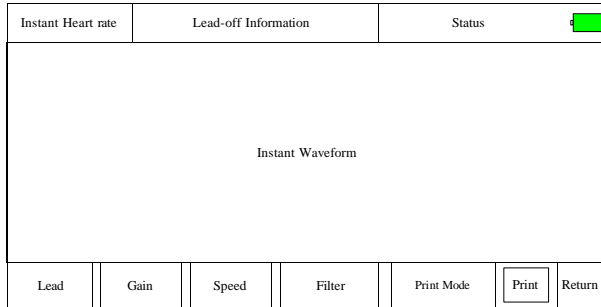 Instant Heart rate
Lead-off Information
Status
Instant Waveform
Lead
Gain
Speed
Filter
Print Mode
Print
Return